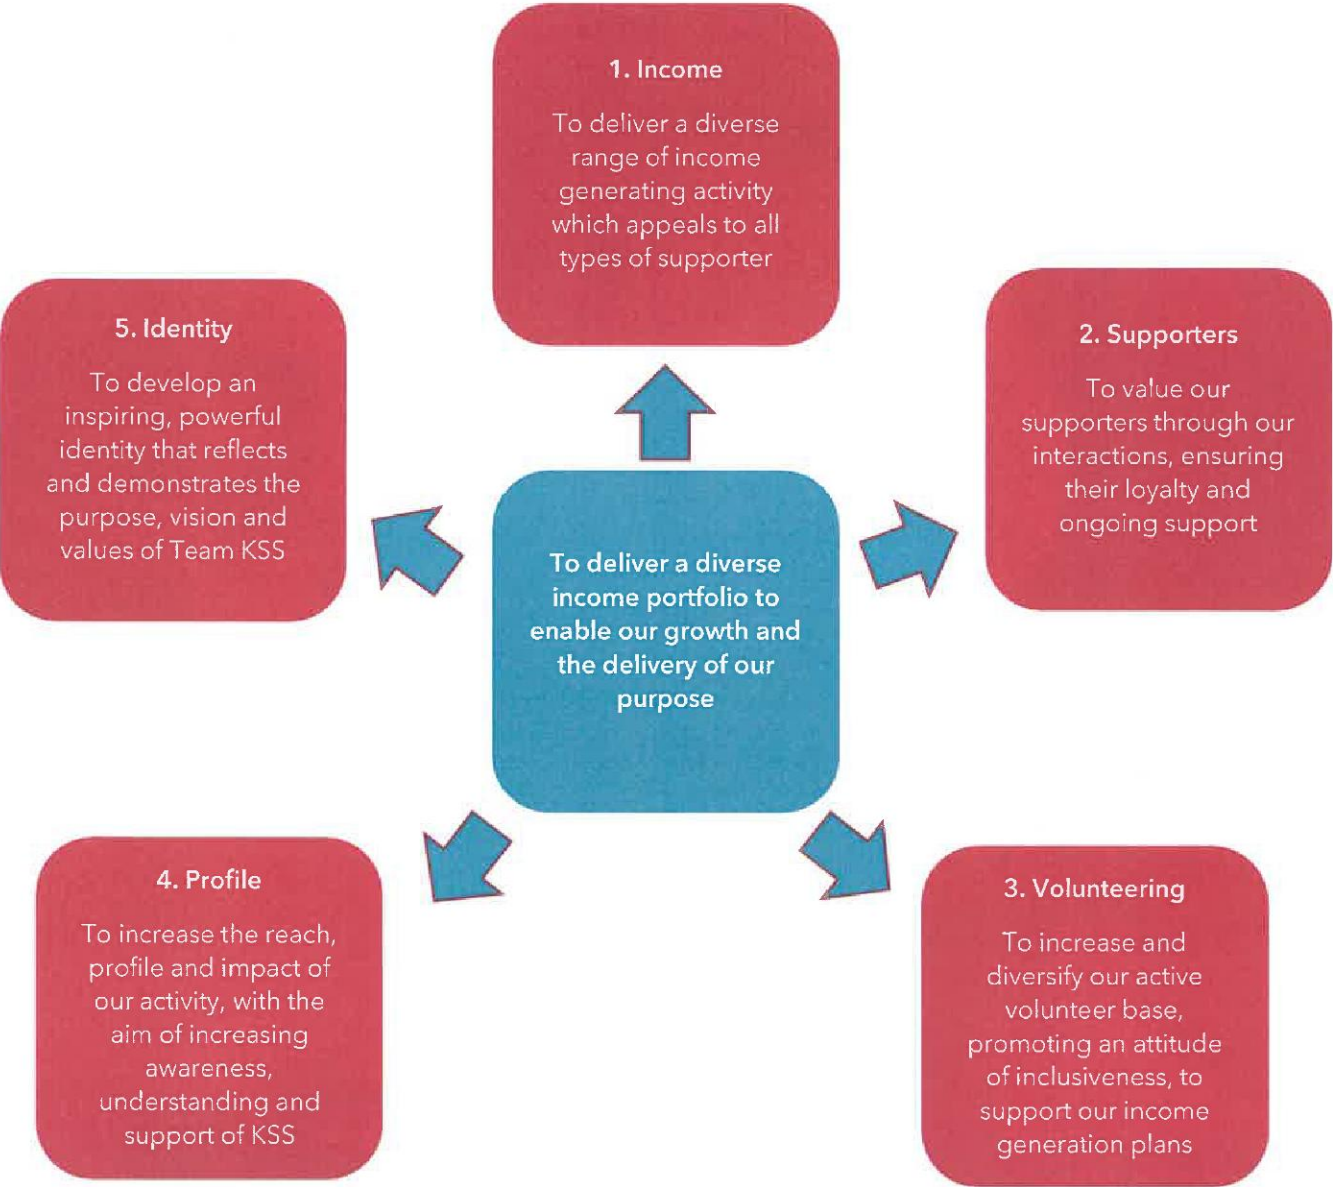 1. Income
To deliver a diverse
range of income
generating activity
which appeals to all
types of supporter
2. Supporters
To value our
supporters through our
interactions, ensuring
their loyalty and
ongoing support
3. Volunteering
To increase and
diversify our active
volunteer base,
promoting an attitude
of inclusiveness, to
support our income
generation plans
4. Profile
To increase the reach,
profile and impact of
our activity, with the
aim of increasing
awareness,
understanding and
support of KSS
5. Identity
To develop an
inspiring, powerful
identity that reflects
and demonstrates the
purpose, vision and
values of Team KSS
To deliver a diverse
income portfolio to
enable our growth and
the delivery of our
purpose